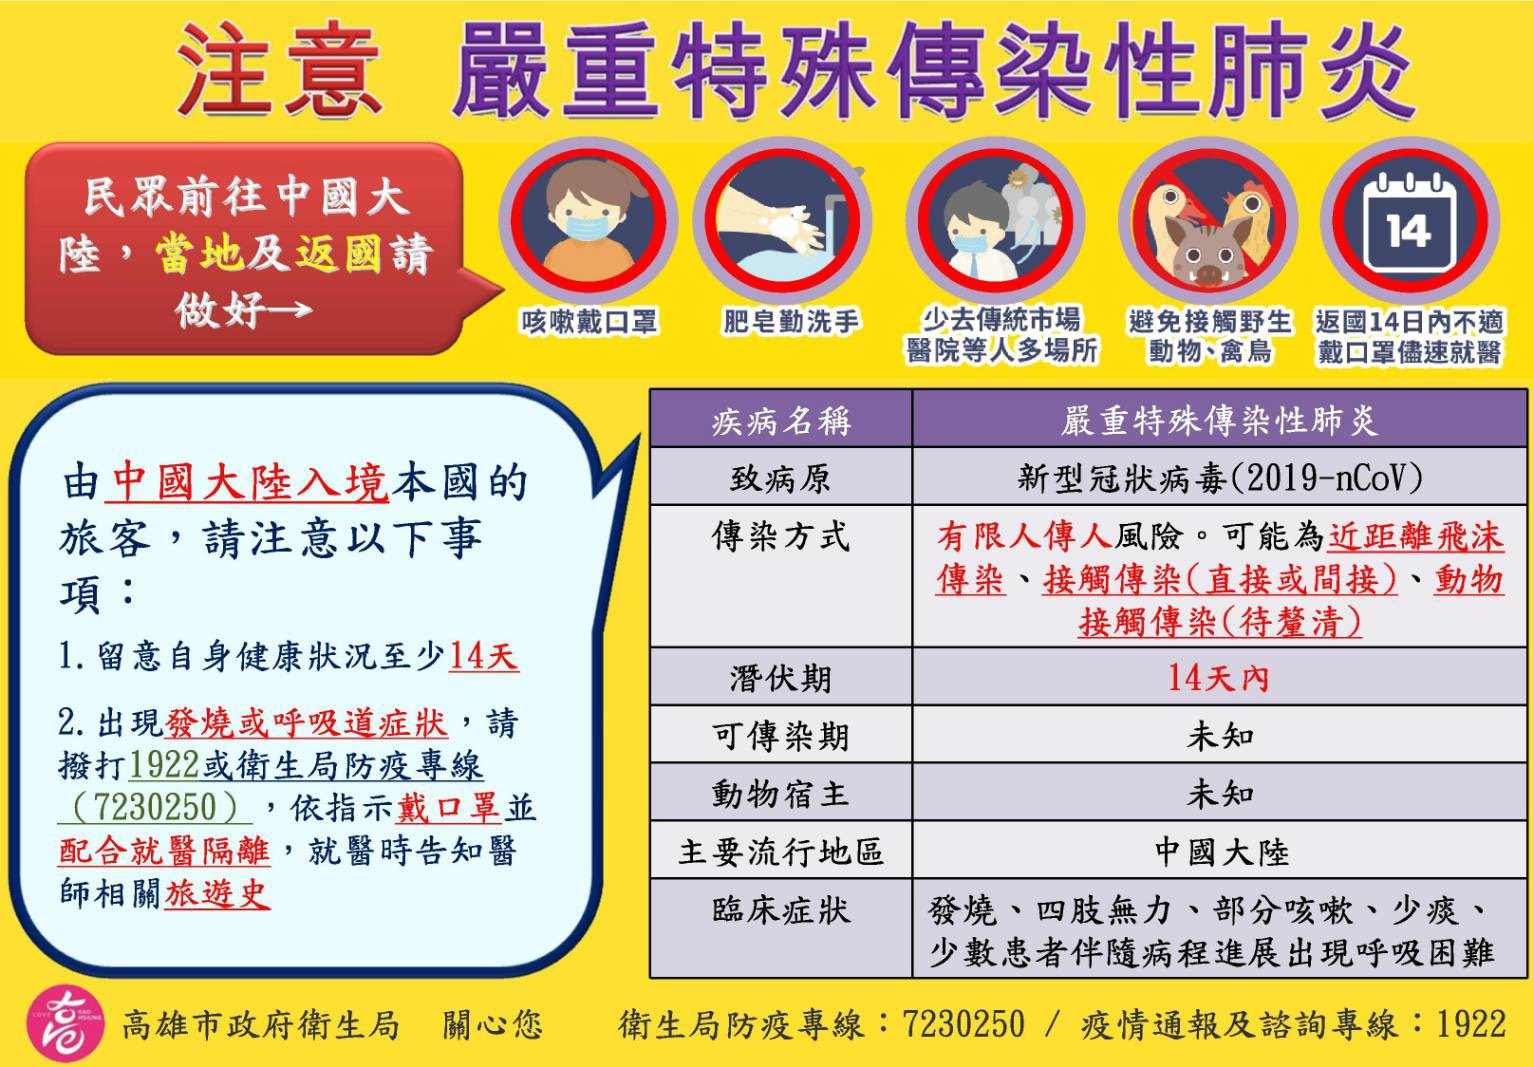 注意 嚴重特殊傳染性肺炎
民眾前往中國大
陸，當地及返國請
做好→
咳嗽戴口罩
肥皂勤洗手
少去傳統市場
醫院等人多場所
避免接觸野生
動物、禽鳥
14
返國14日內不適
戴口罩儘速就醫
由中國大陸入境本國的
旅客，請注意以下事
項：
1. 留意自身健康狀況至少14天
2. 出現發燒或呼吸道症狀，請
撥打1922或衛生局防疫專線
（7230250），依指示戴口罩並
配合就醫隔離，就醫時告知醫
師相關旅遊史
疾病名稱 嚴重特殊傳染性肺炎
致病原 新型冠狀病毒(2019-nCoV)
傳染方式 有限人傳人風險。可能為近距離飛沫
傳染、接觸傳染(直接或間接)、動物
接觸傳染(待釐清)
潛伏期 14天內
可傳染期 未知
動物宿主 未知
主要流行地區 中國大陸
臨床症狀 發燒、四肢無力、部分咳嗽、少痰、
少數患者伴隨病程進展出現呼吸困難
LOVE KAOHSIUNG
高雄市政府衛生局 關心您 衛生局防疫專線：7230250 / 疫情通報及諮詢專線：1922